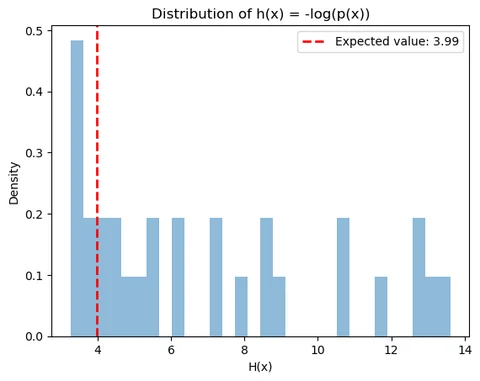 Distribution of h(x) = -log(p(x))
Expected value: 3.99
Density
0.5
0.4
0.3
0.2
0.1
0.0
4 6 8 10 12 14
H(x)